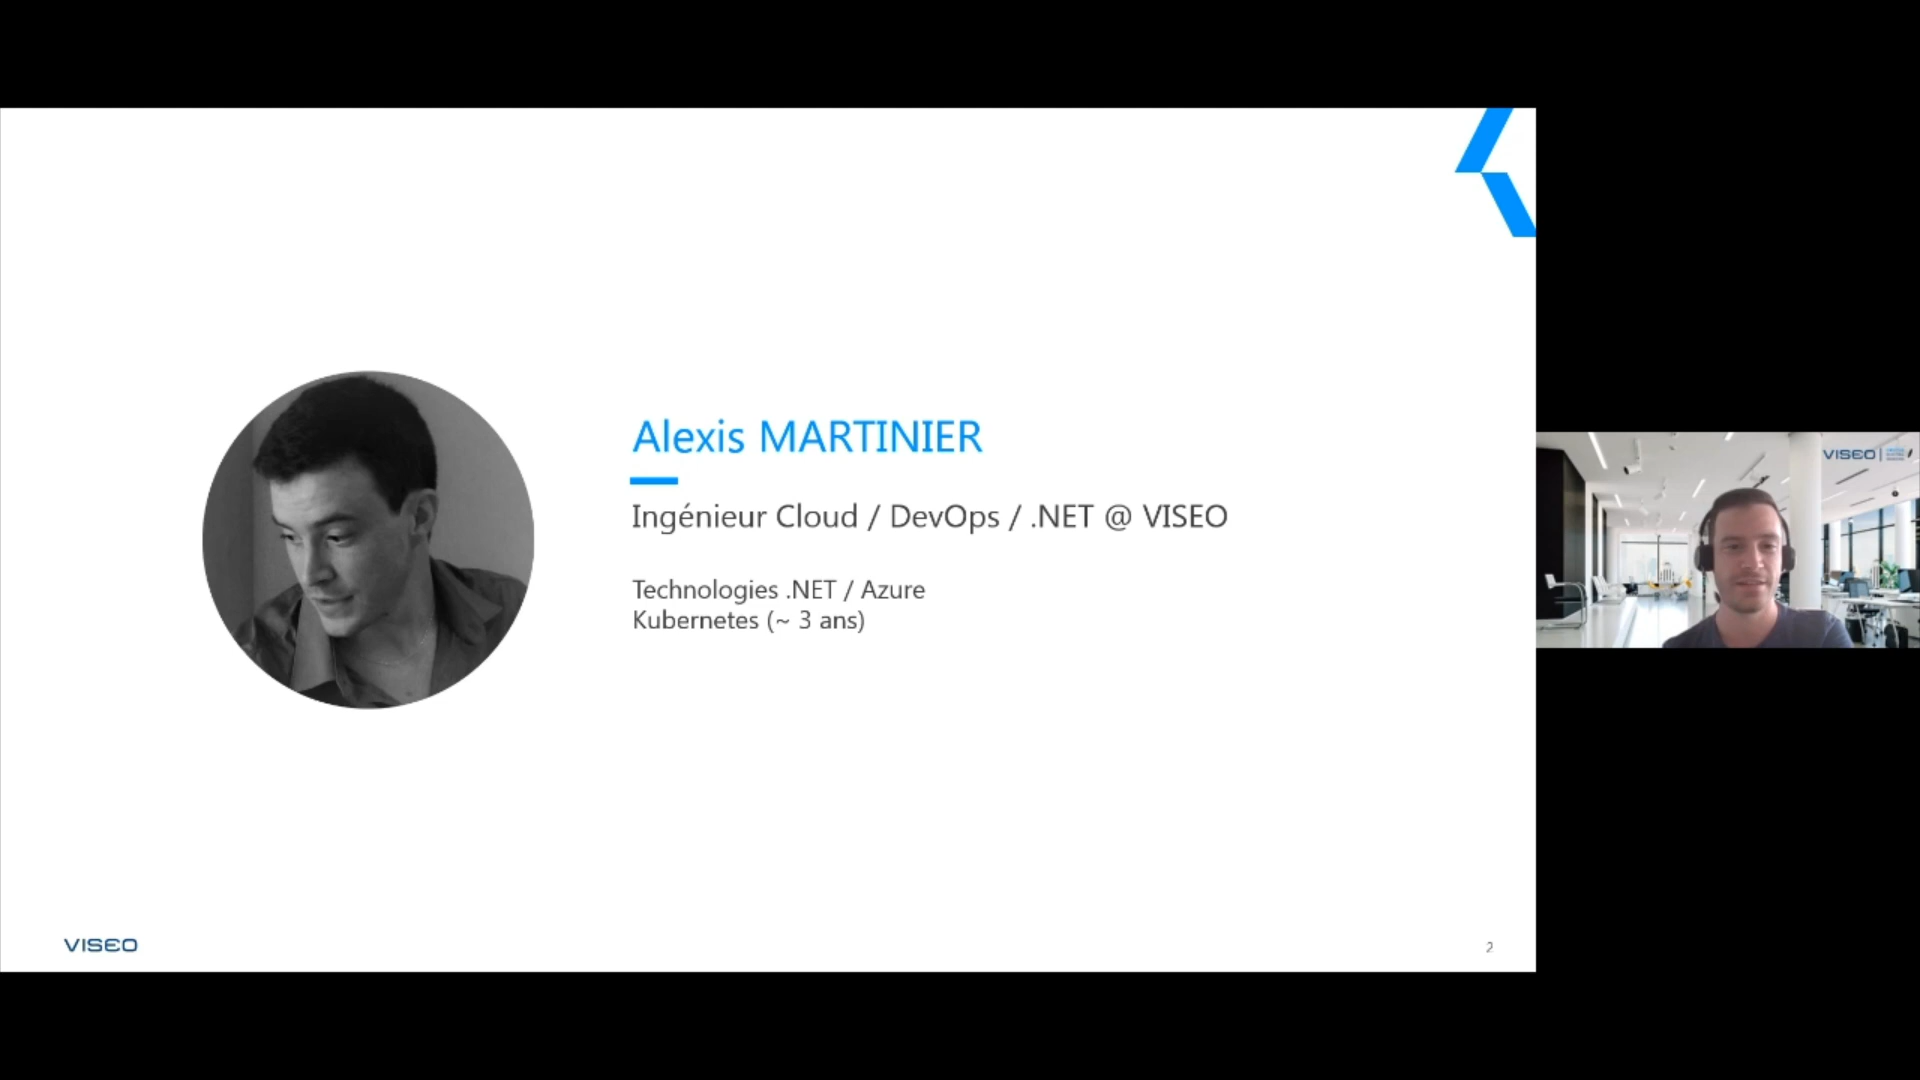 Alexis MARTINIER
Ingénieur Cloud / DevOps / .NET @ VISEO
Technologies .NET / Azure
Kubernetes (~ 3 ans)
VISEO
2
VISEO